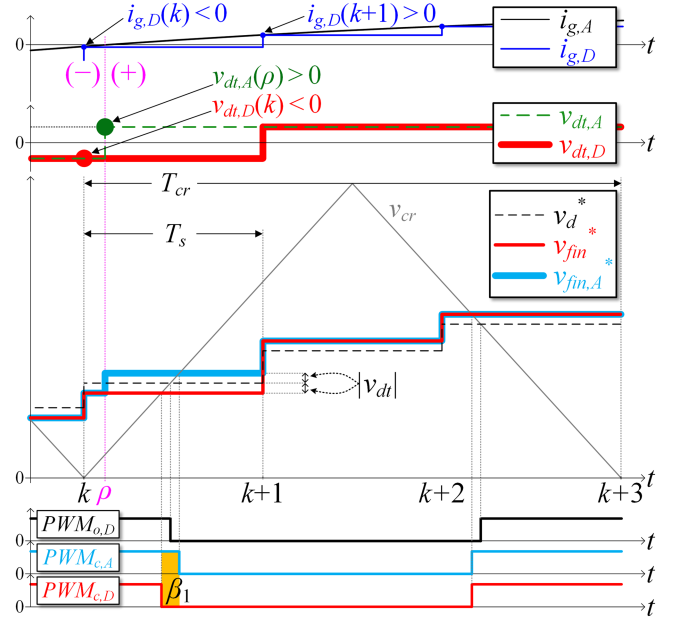 i_{g,D}(k)<0
i_{g,D}(k+1)>0
i_{g,A}
i_{g,D}
0
t
(−) (+)
v_{dt,A}(ρ)>0
v_{dt,D}(k)<0
v_{dt,A}
v_{dt,D}
0
t
T_{cr}
v_{cr}
T_s
v_d^*
v_{fin}^*
v_{fin,A}^*
|v_{dt}|
0
t
k ρ k+1 k+2 k+3
PWM_{o,D}
0
t
PWM_{c,A}
0
t
β_1
PWM_{c,D}
0
t